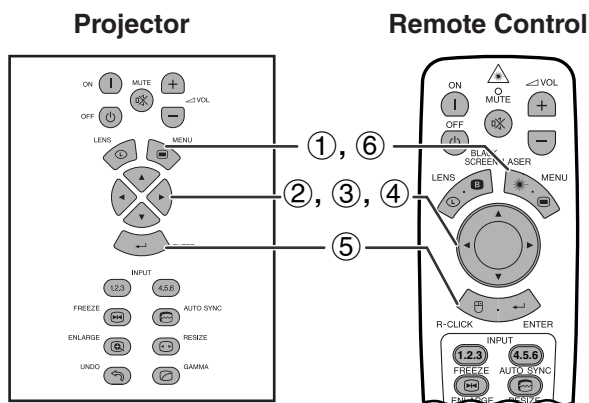 Projector
Remote Control
ON
MUTE
VOL
OFF
LENS
MENU
INPUT
1,2,3
4,5,6
FREEZE
AUTO SYNC
ENLARGE
RESIZE
UNDO
GAMMA
①, ⑥
②, ③, ④
⑤
ON
MUTE
VOL
OFF
BLACK
SCREEN LASER
LENS
B
MENU
L
R-CLICK
ENTER
INPUT
1.2.3
4.5.6
FREEZE
AUTO SYNC
ENLARGE
RESIZE